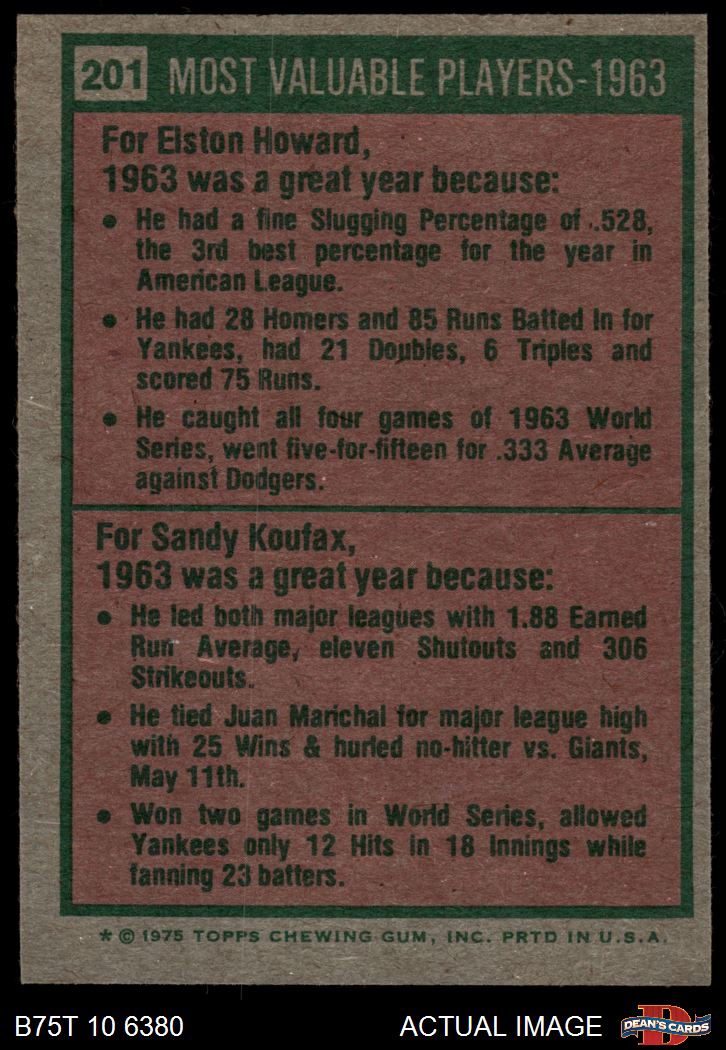 201 MOST VALUABLE PLAYERS-1963
For Elston Howard,
1963 was a great year because:
• He had a fine Slugging Percentage of .528,
the 3rd best percentage for the year in
American League.
• He had 28 Homers and 85 Runs Batted In for
Yankees, had 21 Doubles, 6 Triples and
scored 75 Runs.
• He caught all four games of 1963 World
Series, went five-for-fifteen for .333 Average
against Dodgers.
For Sandy Koufax,
1963 was a great year because:
• He led both major leagues with 1.88 Earned
Run Average, eleven Shutouts and 306
Strikeouts.
• He tied Juan Marichal for major league high
with 25 Wins & hurled no-hitter vs. Giants,
May 11th.
• Won two games in World Series, allowed
Yankees only 12 Hits in 18 Innings while
fanning 23 batters.
* © 1975 TOPPS CHEWING GUM, INC. PRTD IN U.S.A.
B75T 10 6380 ACTUAL IMAGE D DEAN'S CARDS